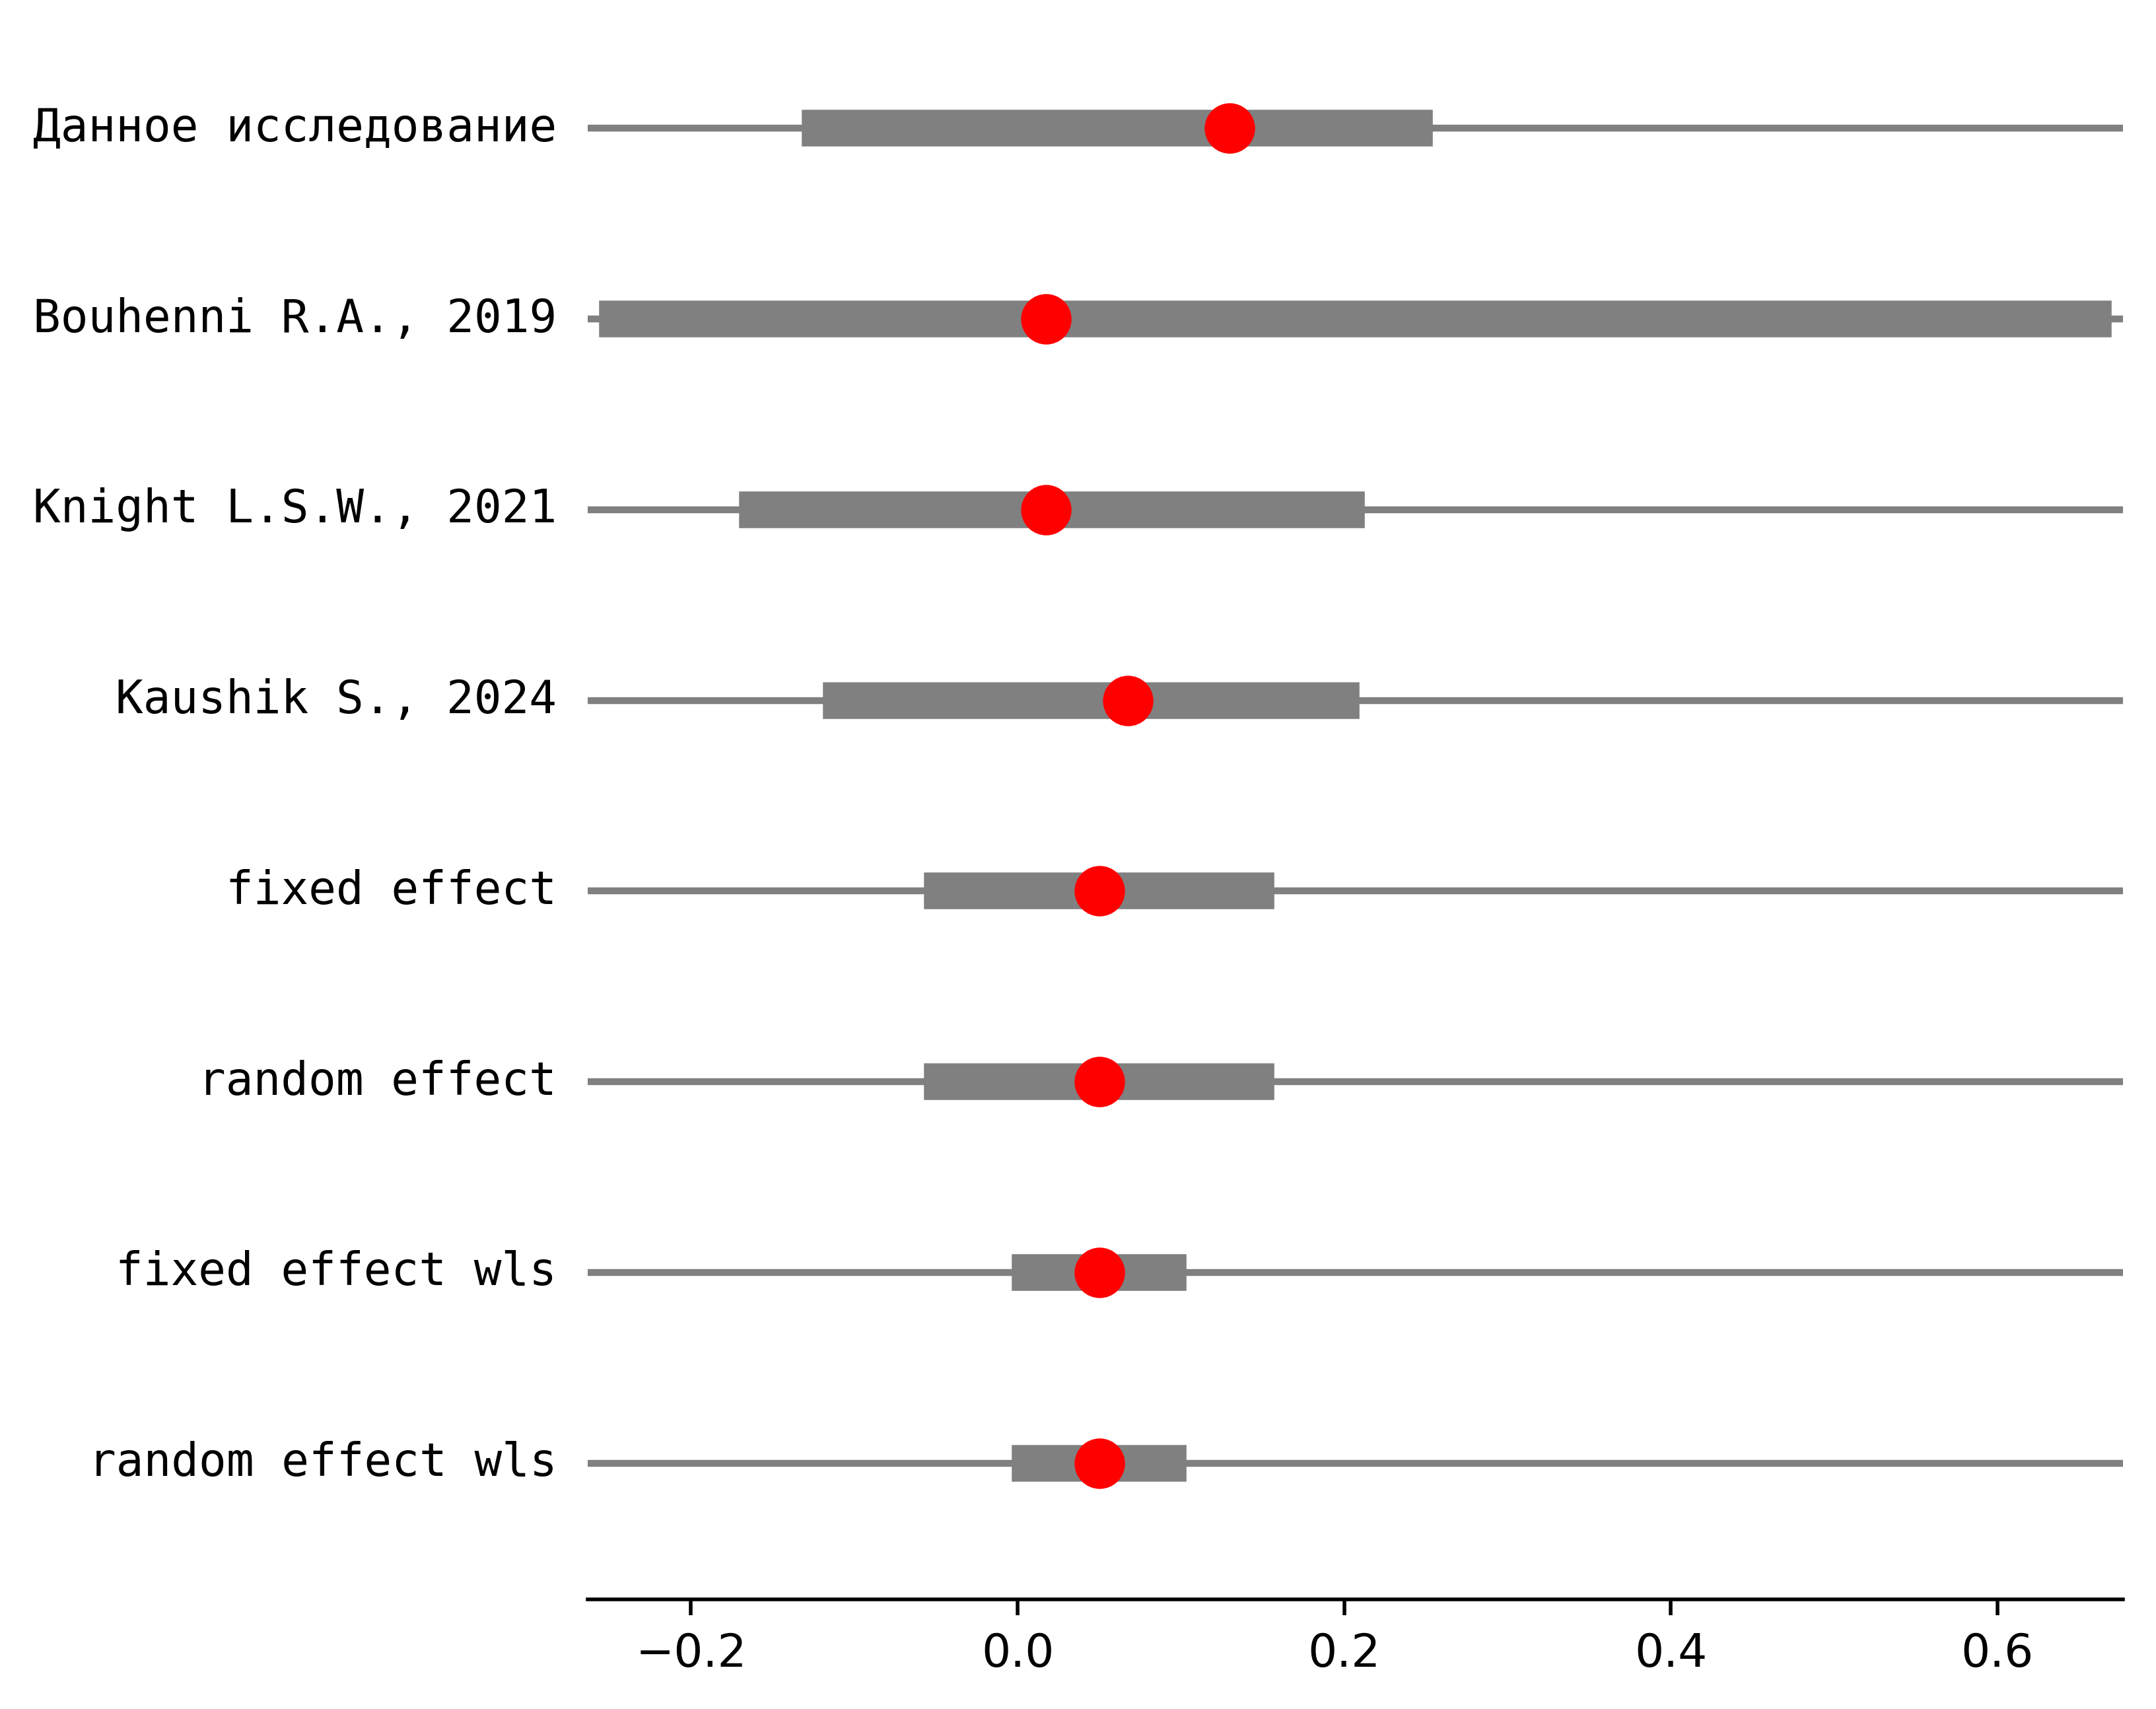 Данное исследование
Bouhenni R.A., 2019
Knight L.S.W., 2021
Kaushik S., 2024
fixed effect
random effect
fixed effect wls
random effect wls
−0.2 0.0 0.2 0.4 0.6